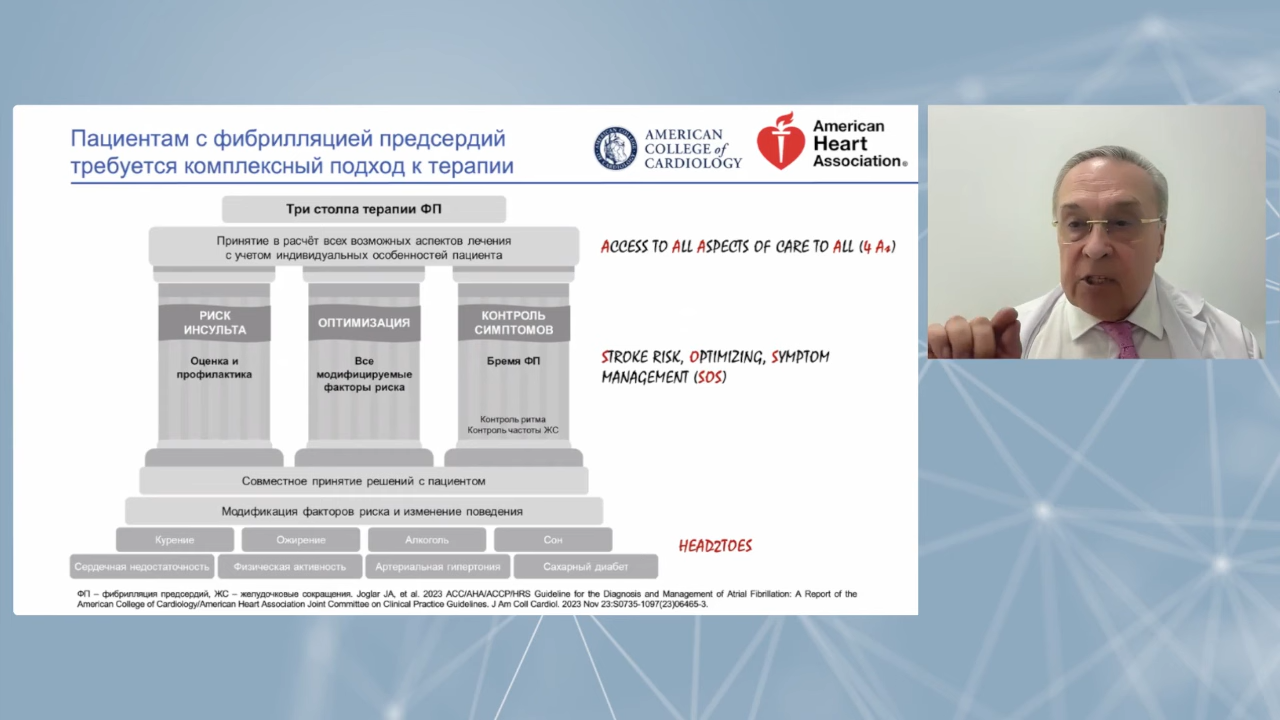 Пациентам с фибрилляцией предсердий
требуется комплексный подход к терапии
AMERICAN
COLLEGE of
CARDIOLOGY
American
Heart
Association®
Три столпа терапии ФП
Принятие в расчёт всех возможных аспектов лечения
с учетом индивидуальных особенностей пациента
ACCESS TO ALL ASPECTS OF CARE TO ALL (4 As)
РИСК
ИНСУЛЬТА
Оценка и
профилактика
ОПТИМИЗАЦИЯ
Все
модифицируемые
факторы риска
КОНТРОЛЬ
СИМПТОМОВ
Бремя ФП
Контроль ритма
Контроль частоты ЖС
STROKE RISK, OPTIMIZING, SYMPTOM
MANAGEMENT (SOS)
Совместное принятие решений с пациентом
Модификация факторов риска и изменение поведения
Курение
Ожирение
Алкоголь
Сон
HEAD2TOES
Сердечная недостаточность
Физическая активность
Артериальная гипертония
Сахарный диабет
ФП – фибрилляция предсердий, ЖС – желудочковые сокращения. Joglar JA, et al. 2023 ACC/AHA/ACCP/HRS Guideline for the Diagnosis and Management of Atrial Fibrillation: A Report of the
American College of Cardiology/American Heart Association Joint Committee on Clinical Practice Guidelines. J Am Coll Cardiol. 2023 Nov 23:S0735-1097(23)06465-3.